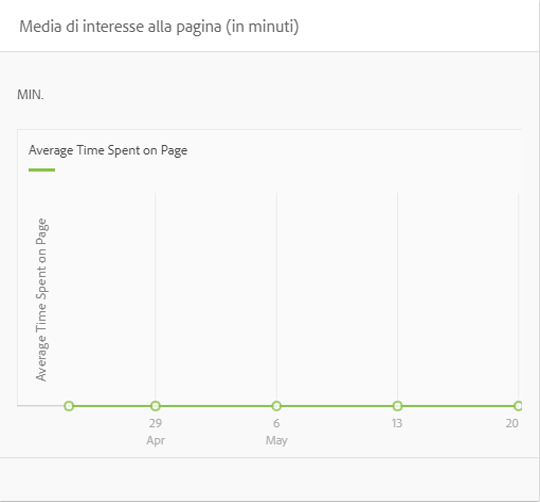 Media di interesse alla pagina (in minuti)
MIN.
Average Time Spent on Page
Average Time Spent on Page
29 6 13 20
Apr May